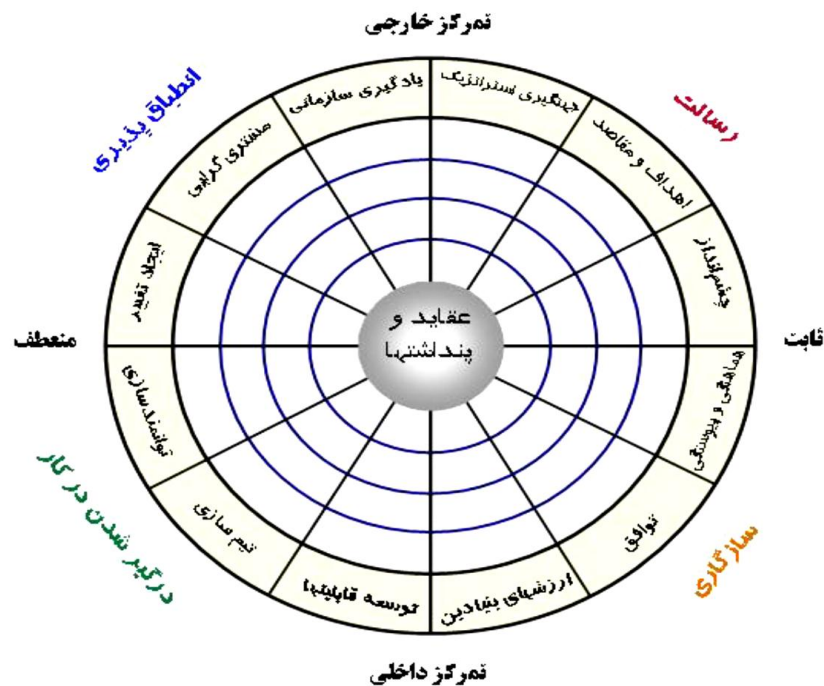 تمرکز خارجی
انطباق پذیری
رسالت
یادگیری سازمانی
جهتگیری استراتژیک
مشتری گرایی
اهداف و مقاصد
ایجاد تغییر
چشم‌انداز
منعطف
عقاید و
پنداشتها
ثابت
توانمندسازی
هماهنگی و پیوستگی
تیم سازی
توافق
توسعه قابلیتها
ارزشهای بنیادین
درگیر شدن در کار
سازگاری
تمرکز داخلی